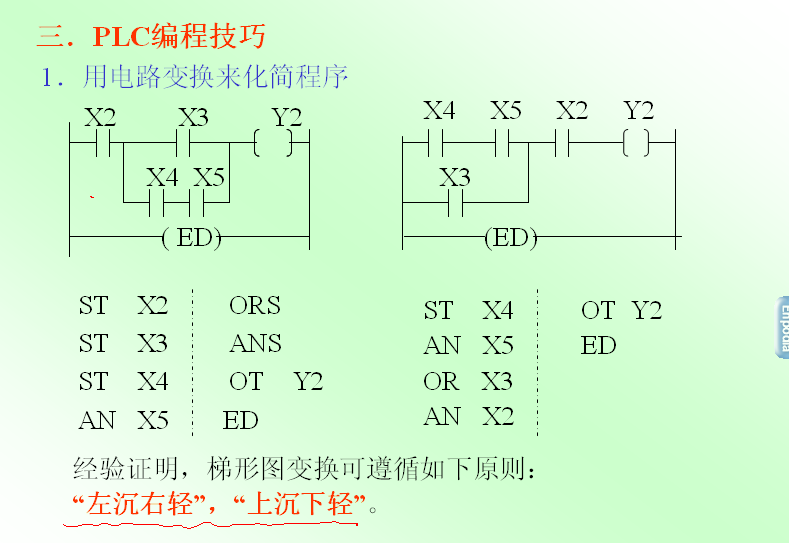 三．PLC编程技巧
1．用电路变换来化简程序
X2 X3 Y2
X4 X5
( ED)
X4 X5 X2 Y2
X3
(ED)
ST X2 ORS
ST X3 ANS
ST X4 OT Y2
AN X5 ED
ST X4 OT Y2
AN X5 ED
OR X3
AN X2
经验证明，梯形图变换可遵循如下原则：
“左沉右轻”，“上沉下轻”。